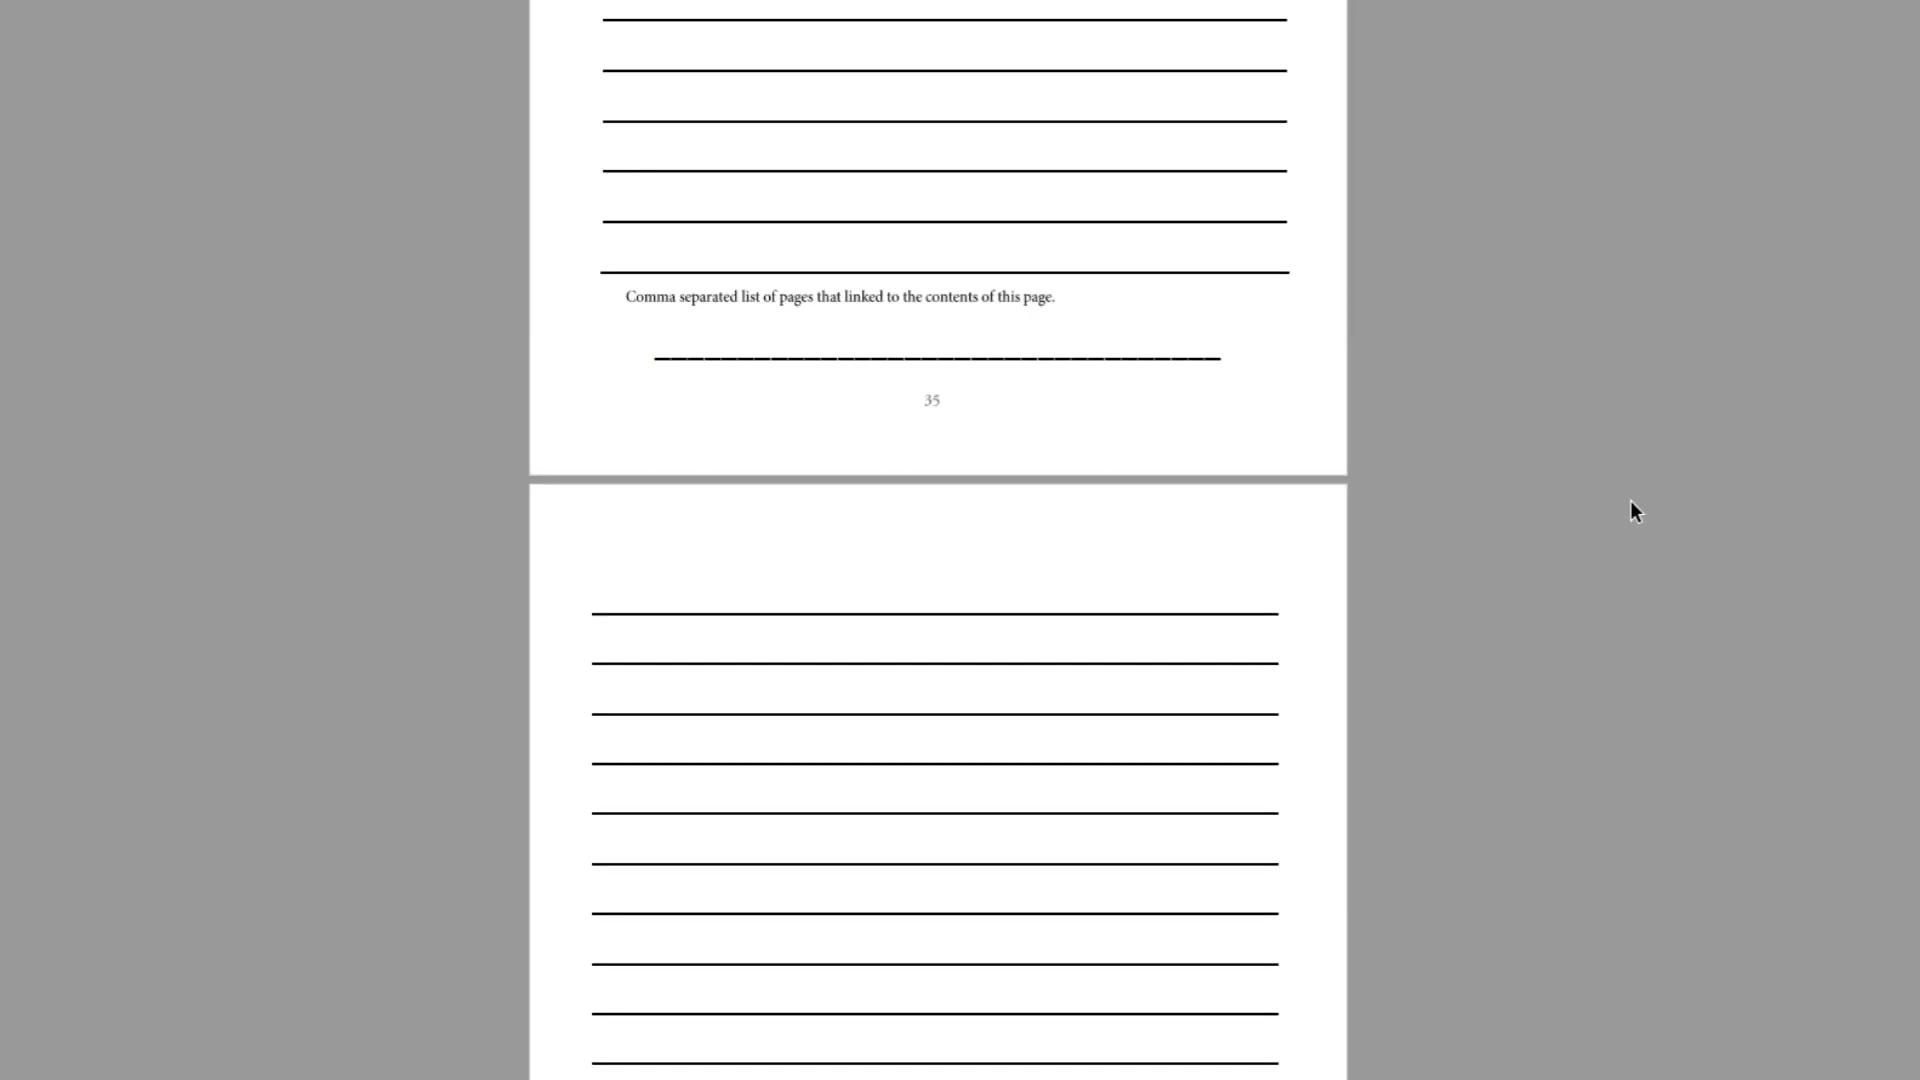 Comma separated list of pages that linked to the contents of this page.
35